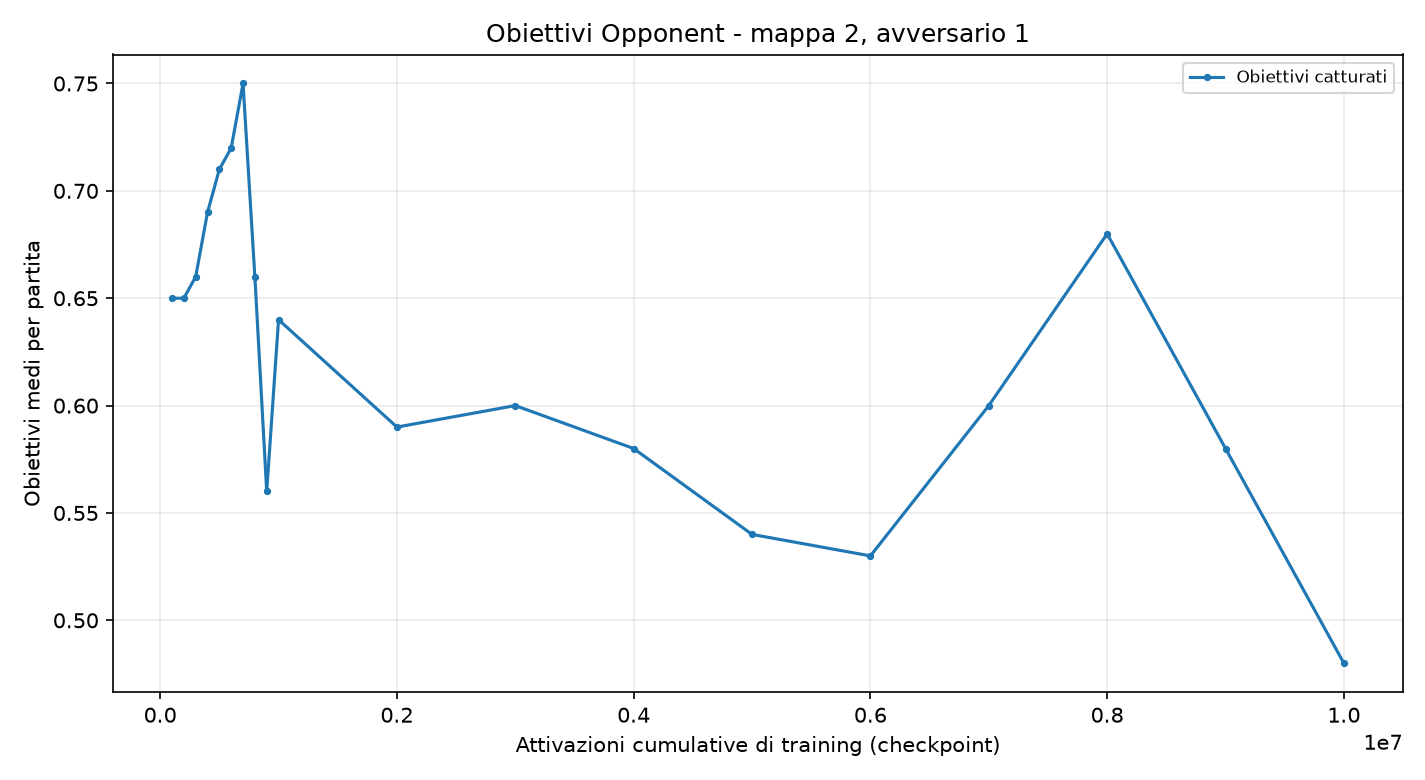 Obiettivi Opponent - mappa 2, avversario 1
Obiettivi catturati
Obiettivi medi per partita
0.75
0.70
0.65
0.60
0.55
0.50
0.0 0.2 0.4 0.6 0.8 1.0
1e7
Attivazioni cumulative di training (checkpoint)